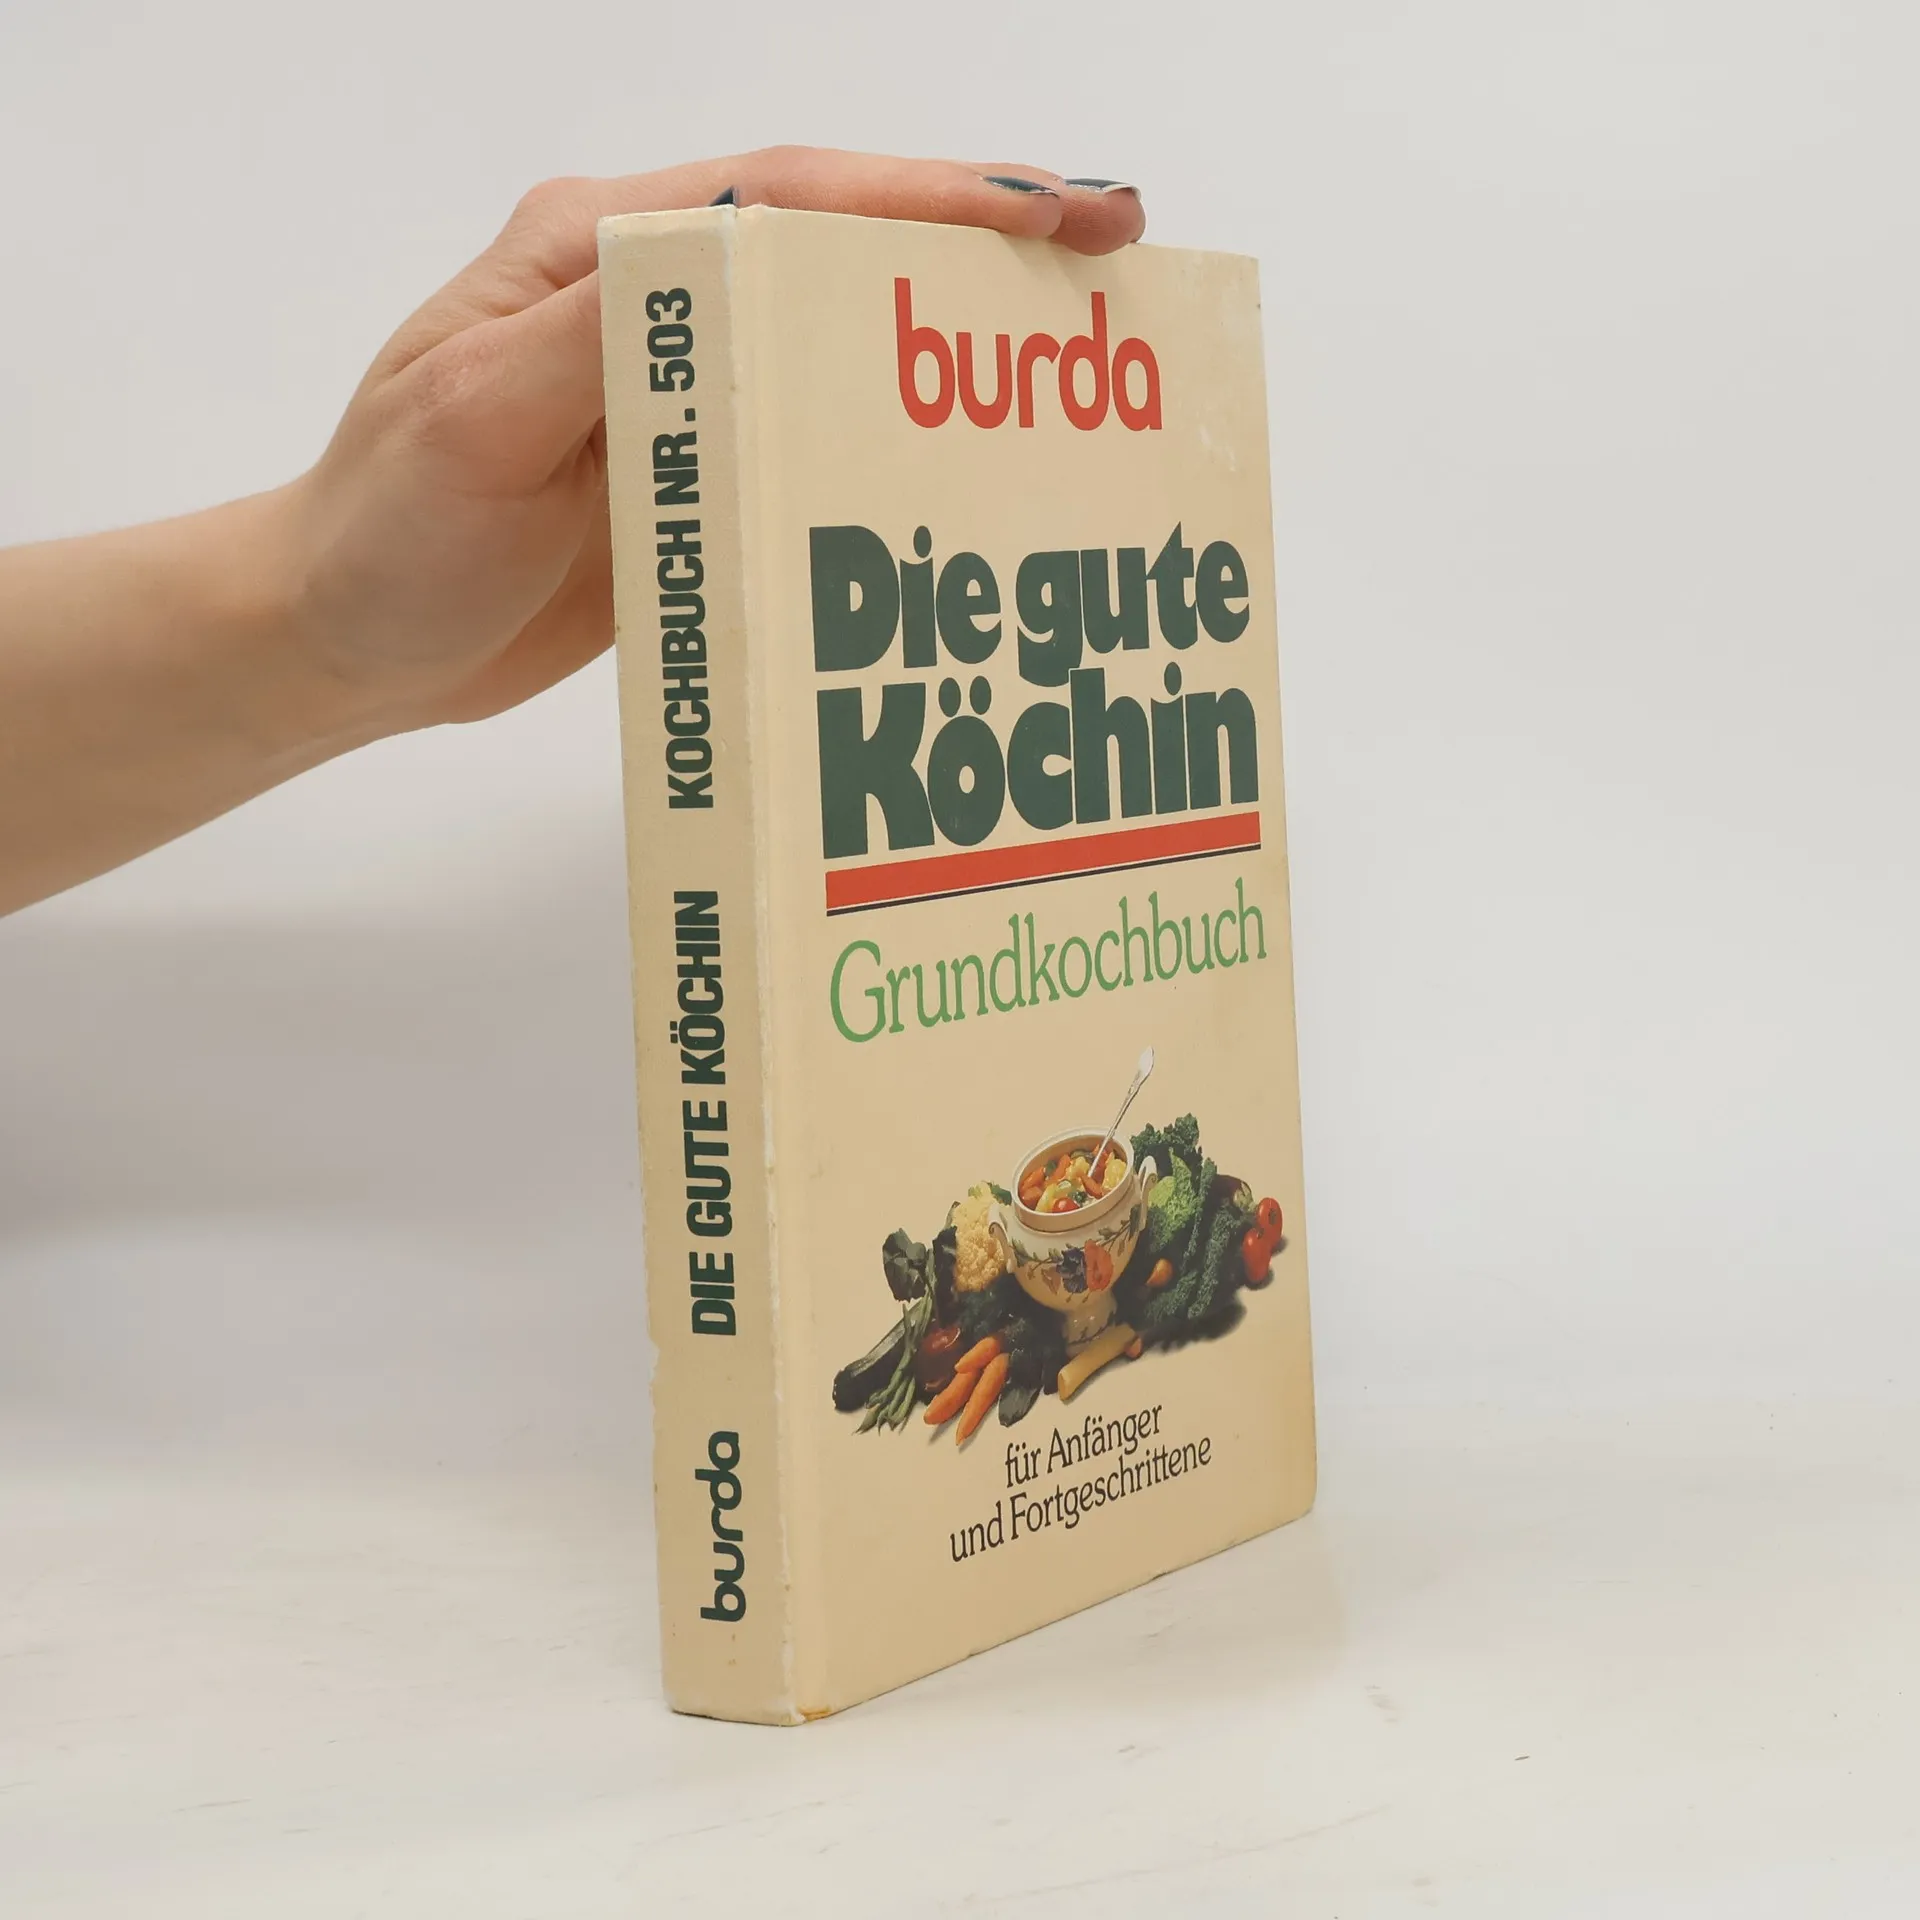 burda
Die gute
Köchin
Grundkochbuch
für Anfänger
und Fortgeschrittene
burda DIE GUTE KÖCHIN KOCHBUCH NR. 503